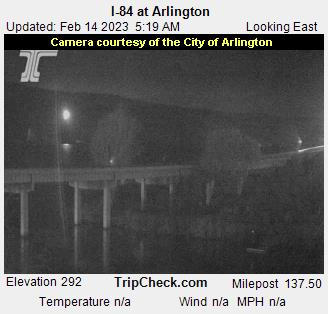 I-84 at Arlington
Updated: Feb 14 2023 5:19 AM Looking East
Camera courtesy of the City of Arlington
Elevation 292 TripCheck.com Milepost 137.50
Temperature n/a Wind n/a MPH n/a